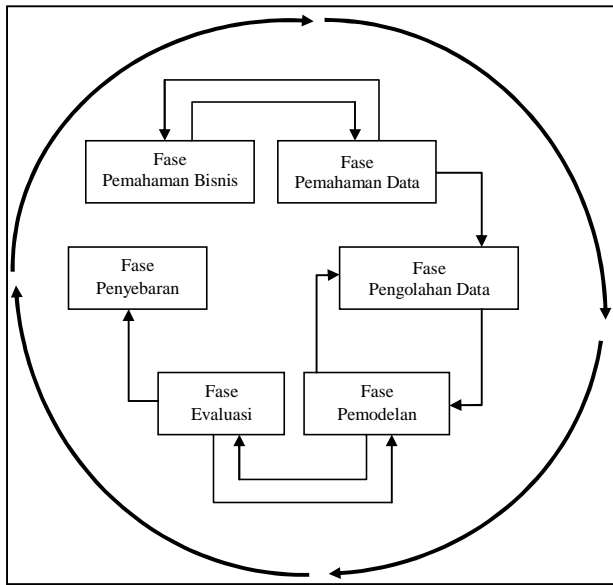 Fase
Pemahaman Bisnis
Fase
Pemahaman Data
Fase
Penyebaran
Fase
Pengolahan Data
Fase
Evaluasi
Fase
Pemodelan